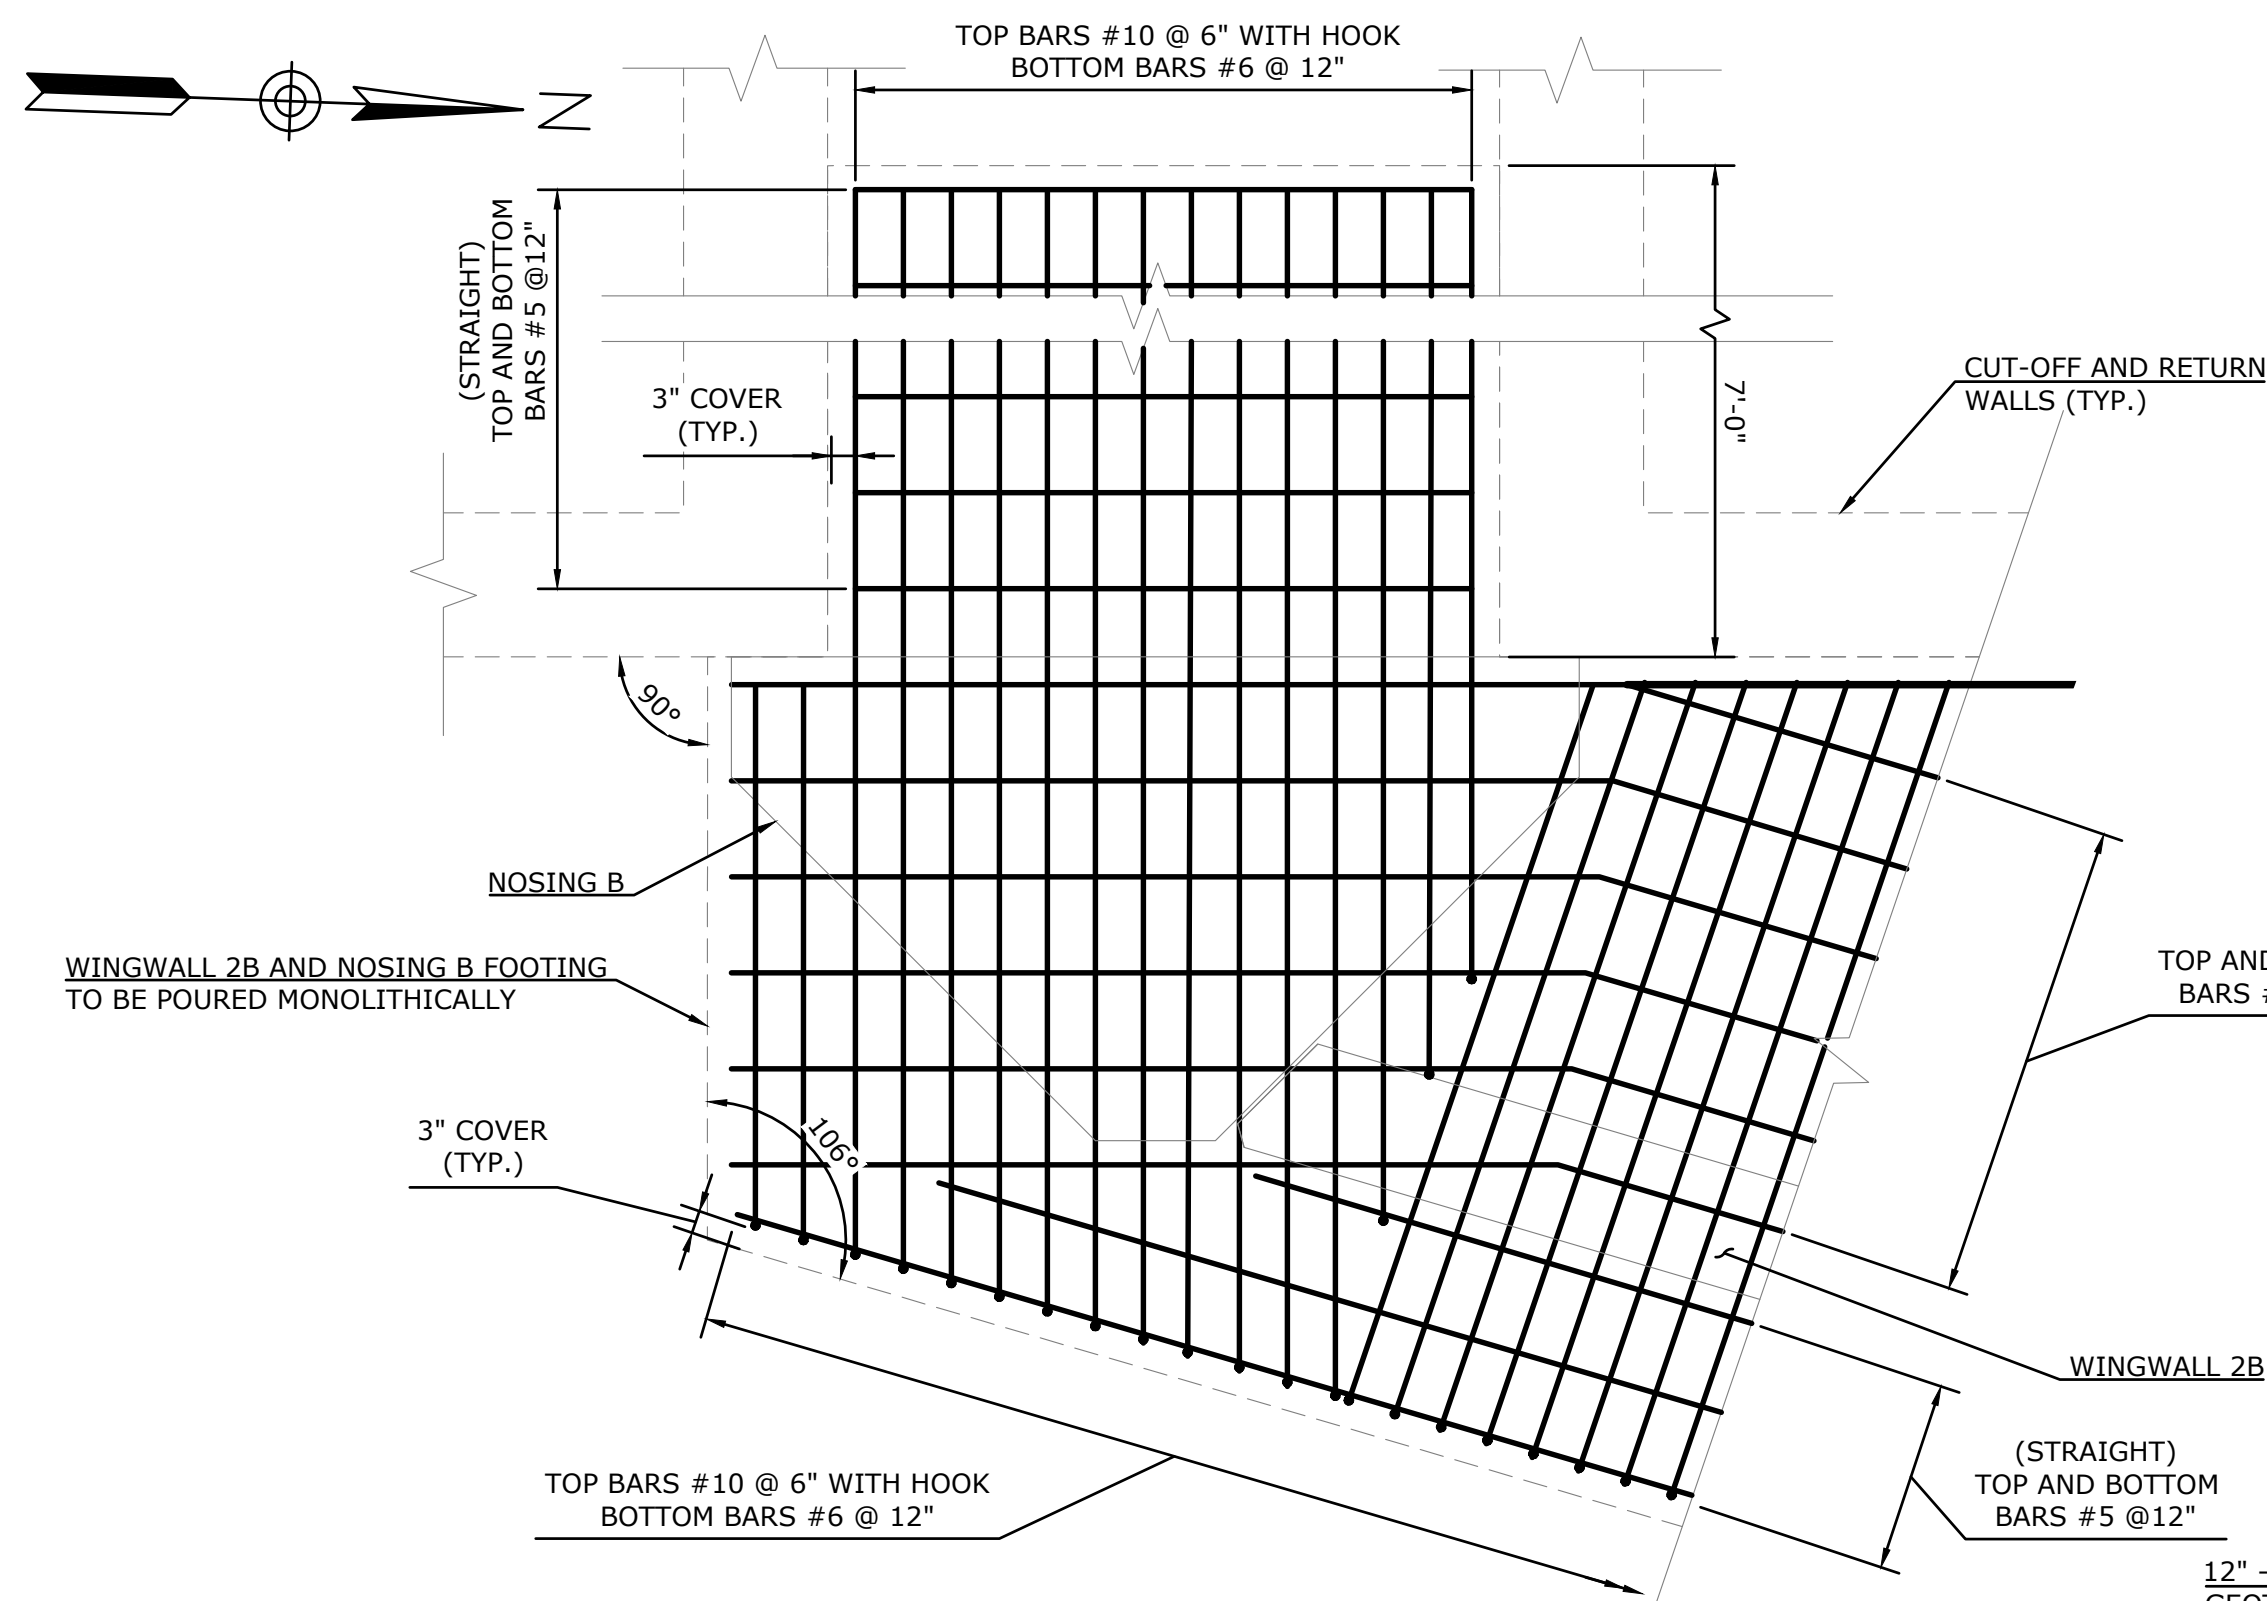 TOP BARS #10 @ 6" WITH HOOK
BOTTOM BARS #6 @ 12"
N
(STRAIGHT)
TOP AND BOTTOM
BARS #5 @12"
3" COVER
(TYP.)
7'-0"
CUT-OFF AND RETURN
WALLS (TYP.)
90°
NOSING B
WINGWALL 2B AND NOSING B FOOTING
TO BE POURED MONOLITHICALLY
TOP AND
BARS #
3" COVER
(TYP.)
106°
WINGWALL 2B
TOP BARS #10 @ 6" WITH HOOK
BOTTOM BARS #6 @ 12"
(STRAIGHT)
TOP AND BOTTOM
BARS #5 @12"
12" -